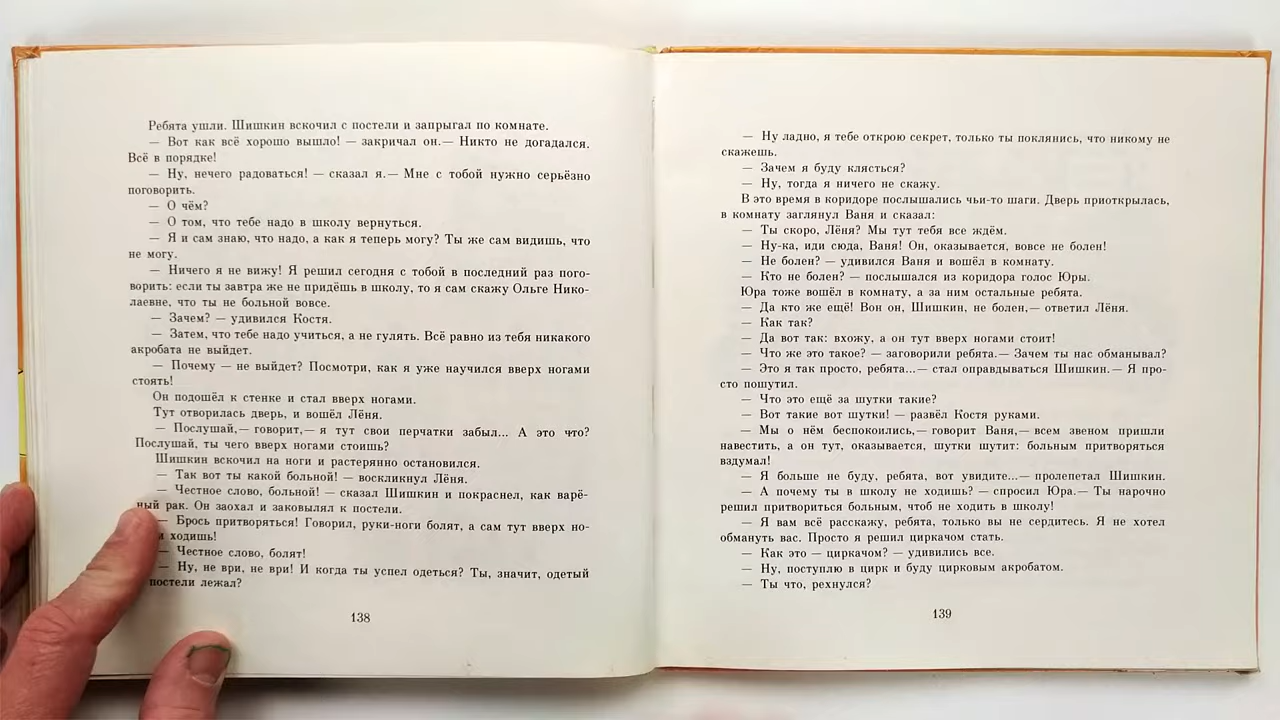 Ребята ушли. Шишкин вскочил с постели и запрыгал по комнате.
— Вот как всё хорошо вышло! — закричал он.— Никто не догадался.
Всё в порядке!
— Ну, нечего радоваться! — сказал я.— Мне с тобой нужно серьёзно
поговорить.
— О чём?
— О том, что тебе надо в школу вернуться.
— Я и сам знаю, что надо, а как я теперь могу? Ты же сам видишь, что
не могу.
— Ничего я не вижу! Я решил сегодня с тобой в последний раз пого-
ворить: если ты завтра же не придёшь в школу, то я сам скажу Ольге Нико-
лаевне, что ты не больной вовсе.
— Зачем? — удивился Костя.
— Затем, что тебе надо учиться, а не гулять. Всё равно из тебя никакого
акробата не выйдет.
— Почему — не выйдет? Посмотри, как я уже научился вверх ногами
стоять!
Он подошёл к стенке и стал вверх ногами.
Тут отворилась дверь, и вошёл Лёня.
— Послушай,— говорит,— я тут свои перчатки забыл... А это что?
Послушай, ты чего вверх ногами стоишь?
Шишкин вскочил на ноги и растерянно остановился.
— Так вот ты какой больной! — воскликнул Лёня.
— Честное слово, больной! — сказал Шишкин и покраснел, как варё-
ный рак. Он заохал и заковылял к постели.
— Брось притворяться! Говорил, руки-ноги болят, а сам тут вверх но-
ходишь!
— Честное слово, болят!
— Ну, не ври, не ври! И когда ты успел одеться? Ты, значит, одетый
постели лежал?
138
— Ну ладно, я тебе открою секрет, только ты поклянись, что никому не
скажешь.
— Зачем я буду клясться?
— Ну, тогда я ничего не скажу.
В это время в коридоре послышались чьи-то шаги. Дверь приоткрылась,
в комнату заглянул Ваня и сказал:
— Ты скоро, Лёня? Мы тут тебя все ждём.
— Ну-ка, иди сюда, Ваня! Он, оказывается, вовсе не болен!
— Не болен? — удивился Ваня и вошёл в комнату.
— Кто не болен? — послышался из коридора голос Юры.
Юра тоже вошёл в комнату, а за ним остальные ребята.
— Да кто же ещё! Вон он, Шишкин, не болен,— ответил Лёня.
— Как так?
— Да вот так: вхожу, а он тут вверх ногами стоит!
— Что же это такое? — заговорили ребята.— Зачем ты нас обманывал?
— Это я так просто, ребята...— стал оправдываться Шишкин.— Я про-
сто пошутил.
— Что это ещё за шутки такие?
— Вот такие вот шутки! — развёл Костя руками.
— Мы о нём беспокоились,— говорит Ваня,— всем звеном пришли
навестить, а он тут, оказывается, шутки шутит: больным притворяться
вздумал!
— Я больше не буду, ребята, вот увидите...— пролепетал Шишкин.
— А почему ты в школу не ходишь? — спросил Юра.— Ты нарочно
решил притвориться больным, чтоб не ходить в школу!
— Я вам всё расскажу, ребята, только вы не сердитесь. Я не хотел
обмануть вас. Просто я решил циркачом стать.
— Как это — циркачом? — удивились все.
— Ну, поступлю в цирк и буду цирковым акробатом.
— Ты что, рехнулся?
139